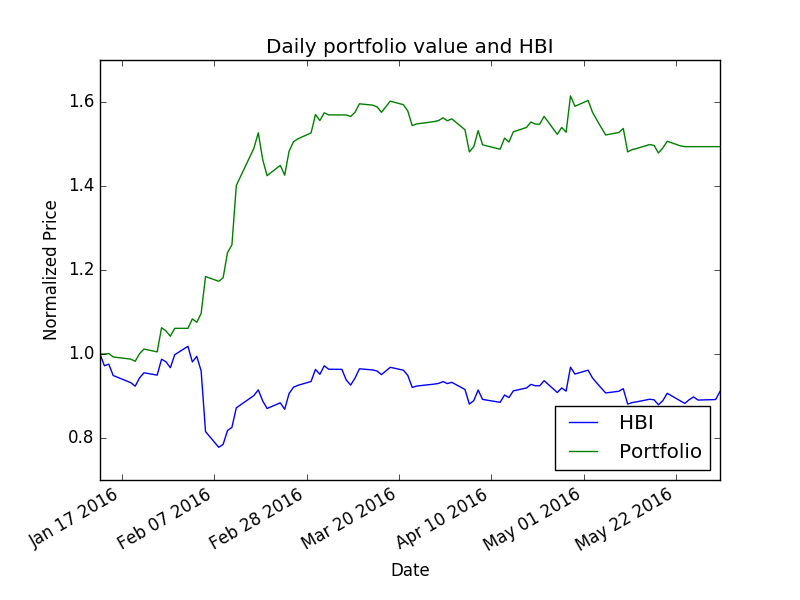 Daily portfolio value and HBI
1.6
1.4
1.2
1.0
0.8
Normalized Price
HBI
Portfolio
Jan 17 2016
Feb 07 2016
Feb 28 2016
Mar 20 2016
Apr 10 2016
May 01 2016
May 22 2016
Date